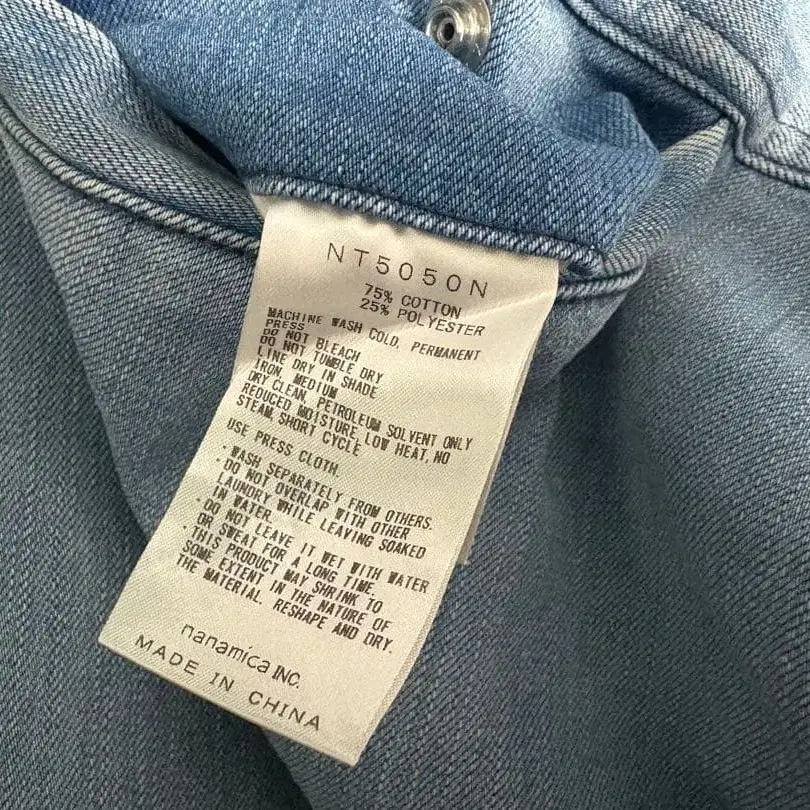 NT5050N
75% COTTON
25% POLYESTER
MACHINE WASH COLD, PERMANENT
PRESS
DO NOT BLEACH
DO NOT TUMBLE DRY
LINE DRY IN SHADE
IRON, MEDIUM
DRY CLEAN, PETROLEUM SOLVENT ONLY
REDUCED MOISTURE, LOW HEAT, NO
STEAM, SHORT CYCLE
USE PRESS CLOTH
・WASH SEPARATELY FROM OTHERS.
・DO NOT OVERLAP WITH OTHER
LAUNDRY WHILE LEAVING SOAKED
IN WATER.
・DO NOT LEAVE IT WET WITH WATER
OR SWEAT FOR A LONG TIME.
・THIS PRODUCT MAY SHRINK TO
SOME EXTENT IN THE NATURE OF
THE MATERIAL. RESHAPE AND DRY.
nanamica INC.
MADE IN CHINA